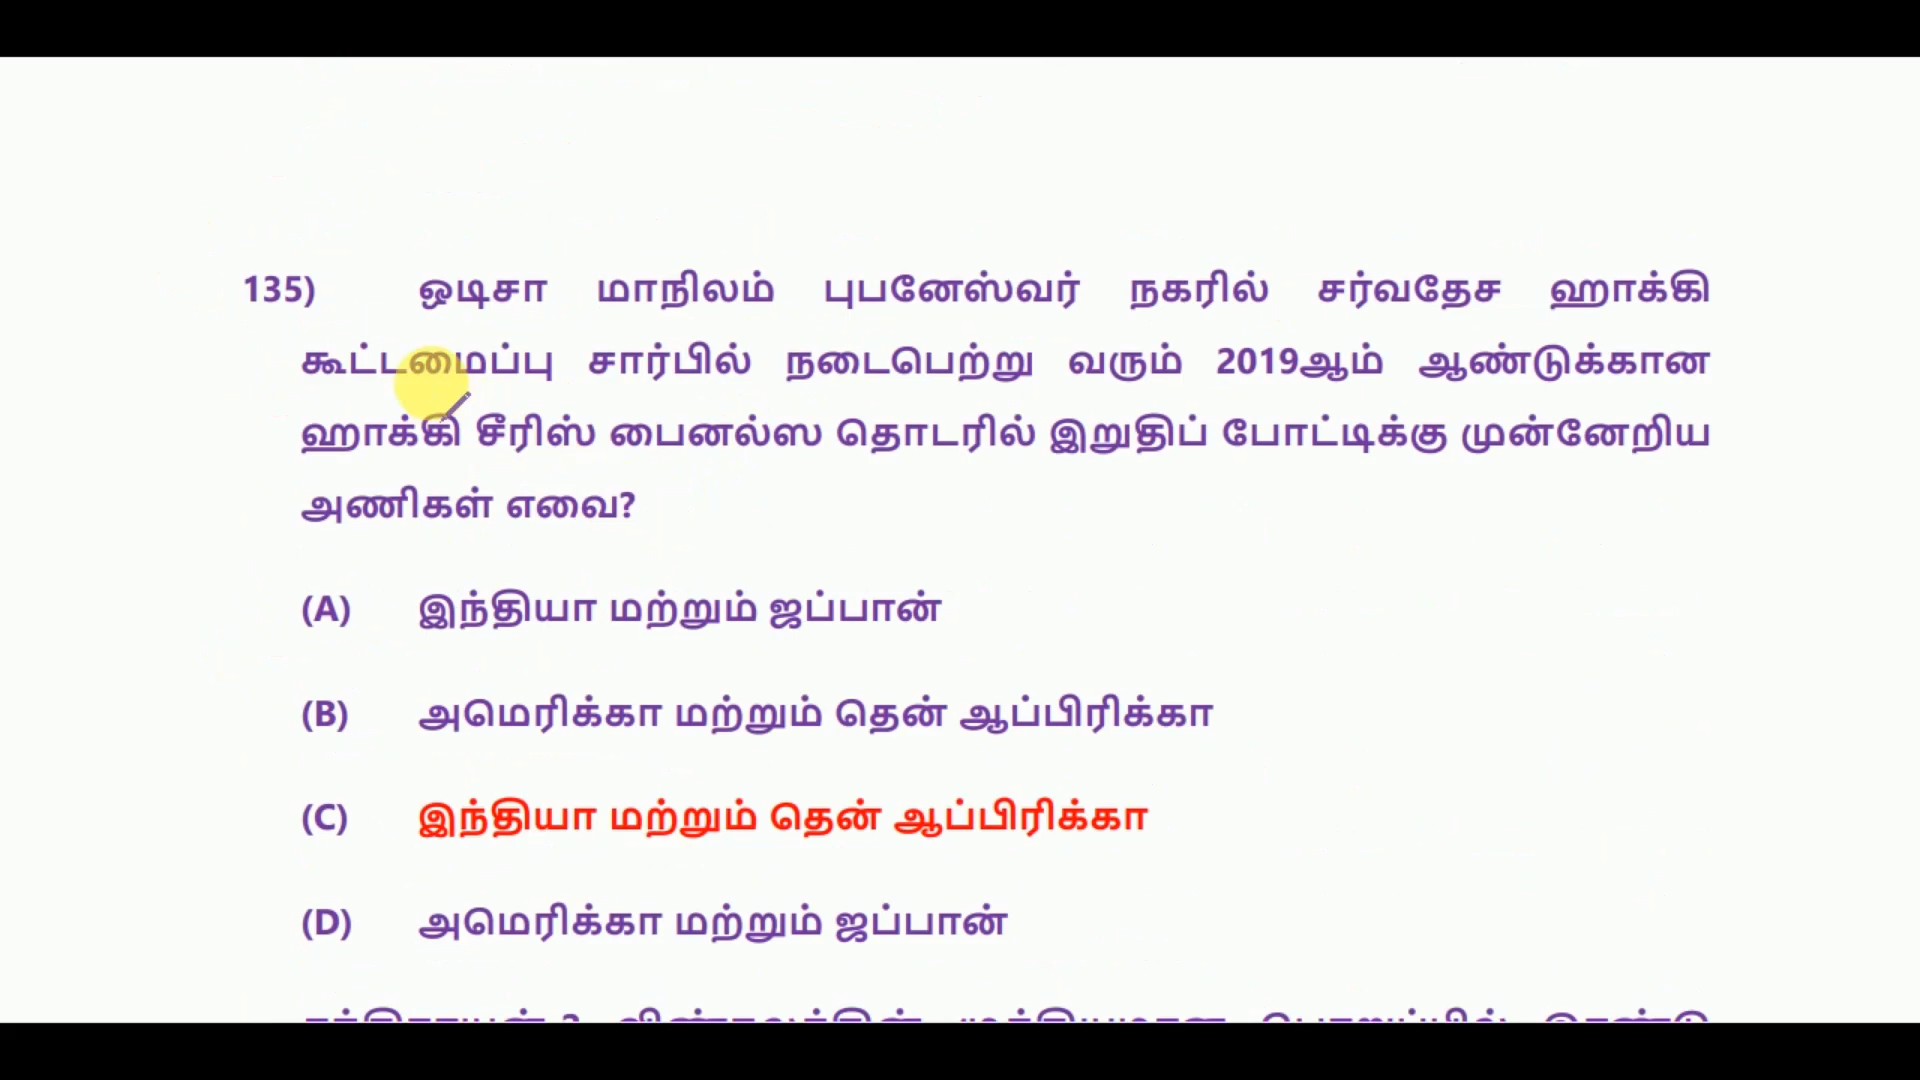 135) ஒடிசா மாநிலம் புபனேஸ்வர் நகரில் சர்வதேச ஹாக்கி
கூட்டமைப்பு சார்பில் நடைபெற்று வரும் 2019ஆம் ஆண்டுக்கான
ஹாக்கி சீரிஸ் பைனல்ஸ தொடரில் இறுதிப் போட்டிக்கு முன்னேறிய
அணிகள் எவை?
(A) இந்தியா மற்றும் ஜப்பான்
(B) அமெரிக்கா மற்றும் தென் ஆப்பிரிக்கா
(C) இந்தியா மற்றும் தென் ஆப்பிரிக்கா
(D) அமெரிக்கா மற்றும் ஜப்பான்